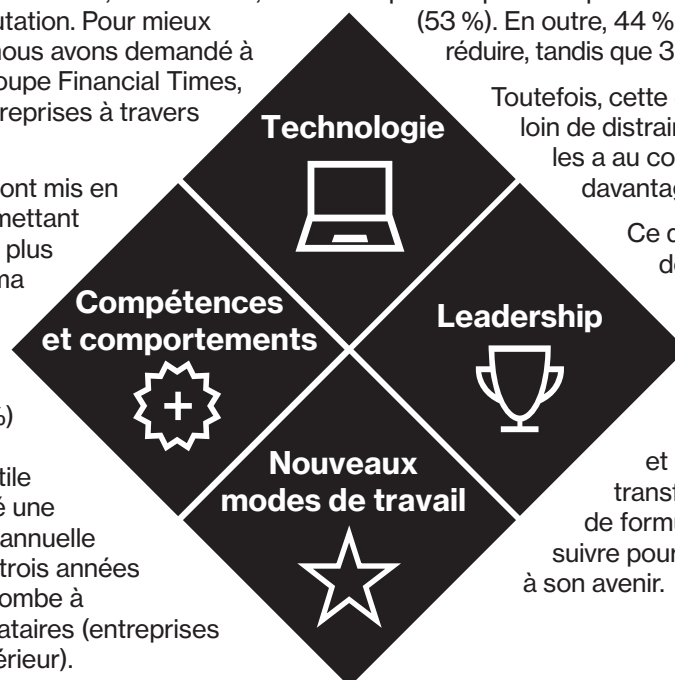 utation. Pour mieux
nous avons demandé à
oupe Financial Times,
reprises à travers
ont mis en
mettant
plus
ma
%)
tile
é une
annuelle
trois années
ombe à
ataires (entreprises
érieur).
Technologie
Compétences
et comportements
Leadership
Nouveaux
modes de travail
(53 %). En outre, 44 %
réduire, tandis que 3
Toutefois, cette
loin de distrair
les a au co
davantag
Ce
de
et
transf
de formu
suivre pour
à son avenir.